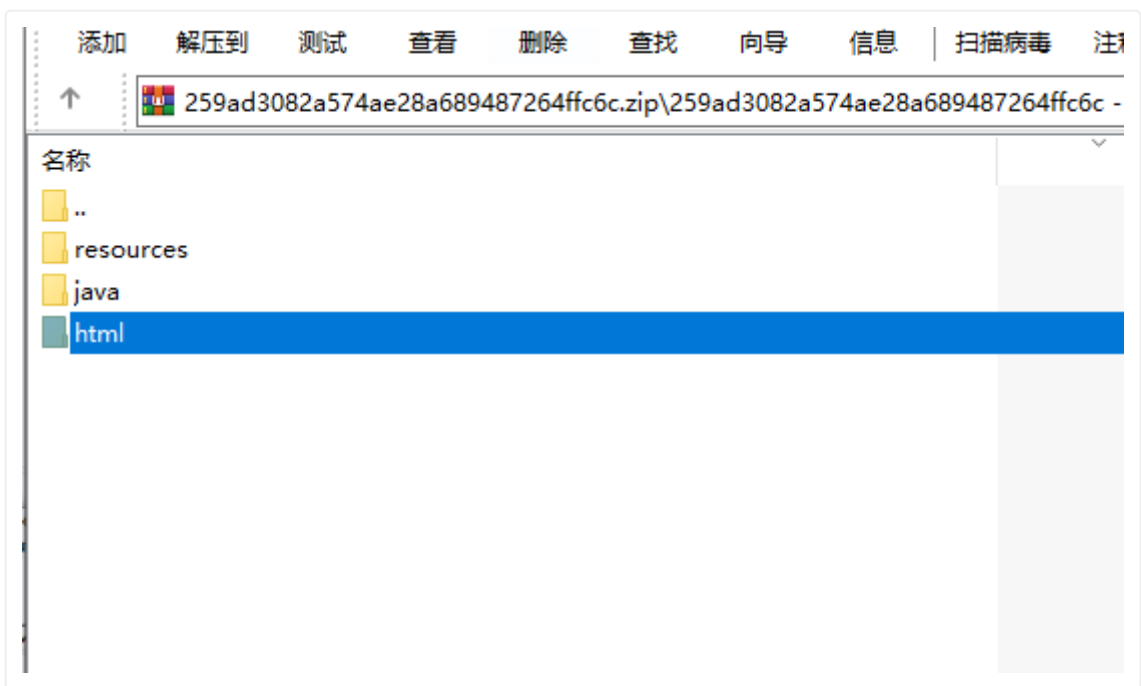 添加 解压到 测试 查看 删除 查找 向导 信息 扫描病毒
259ad3082a574ae28a689487264ffc6c.zip\259ad3082a574ae28a689487264ffc6c -
名称
..
resources
java
html